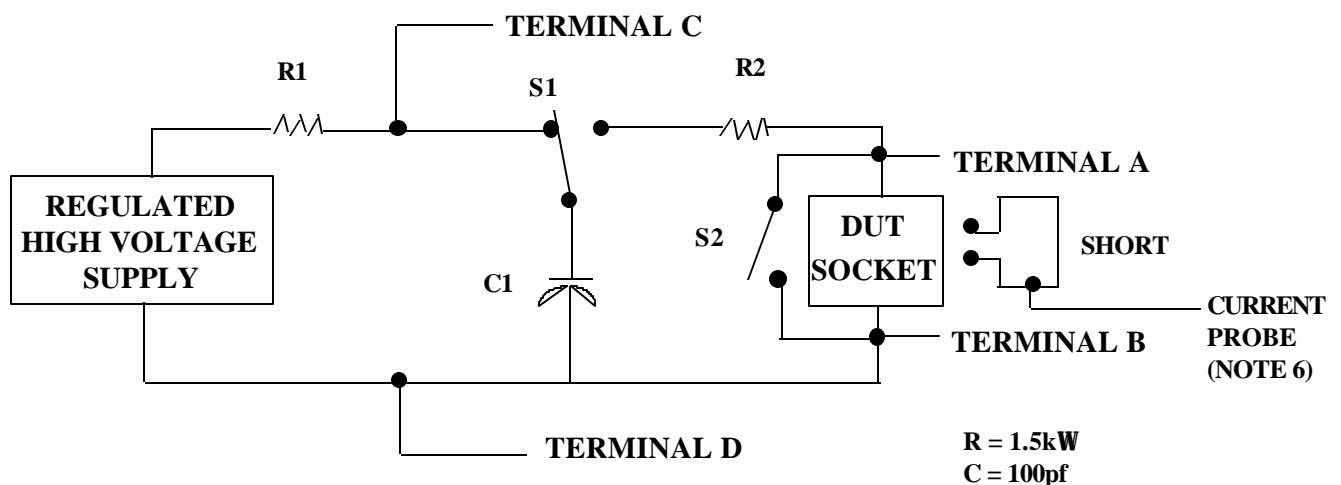 TERMINAL C
R1
R2
S1
TERMINAL A
REGULATED
HIGH VOLTAGE
SUPPLY
DUT
SOCKET
S2
SHORT
C1
CURRENT
PROBE
(NOTE 6)
TERMINAL B
TERMINAL D
R = 1.5kW
C = 100pf